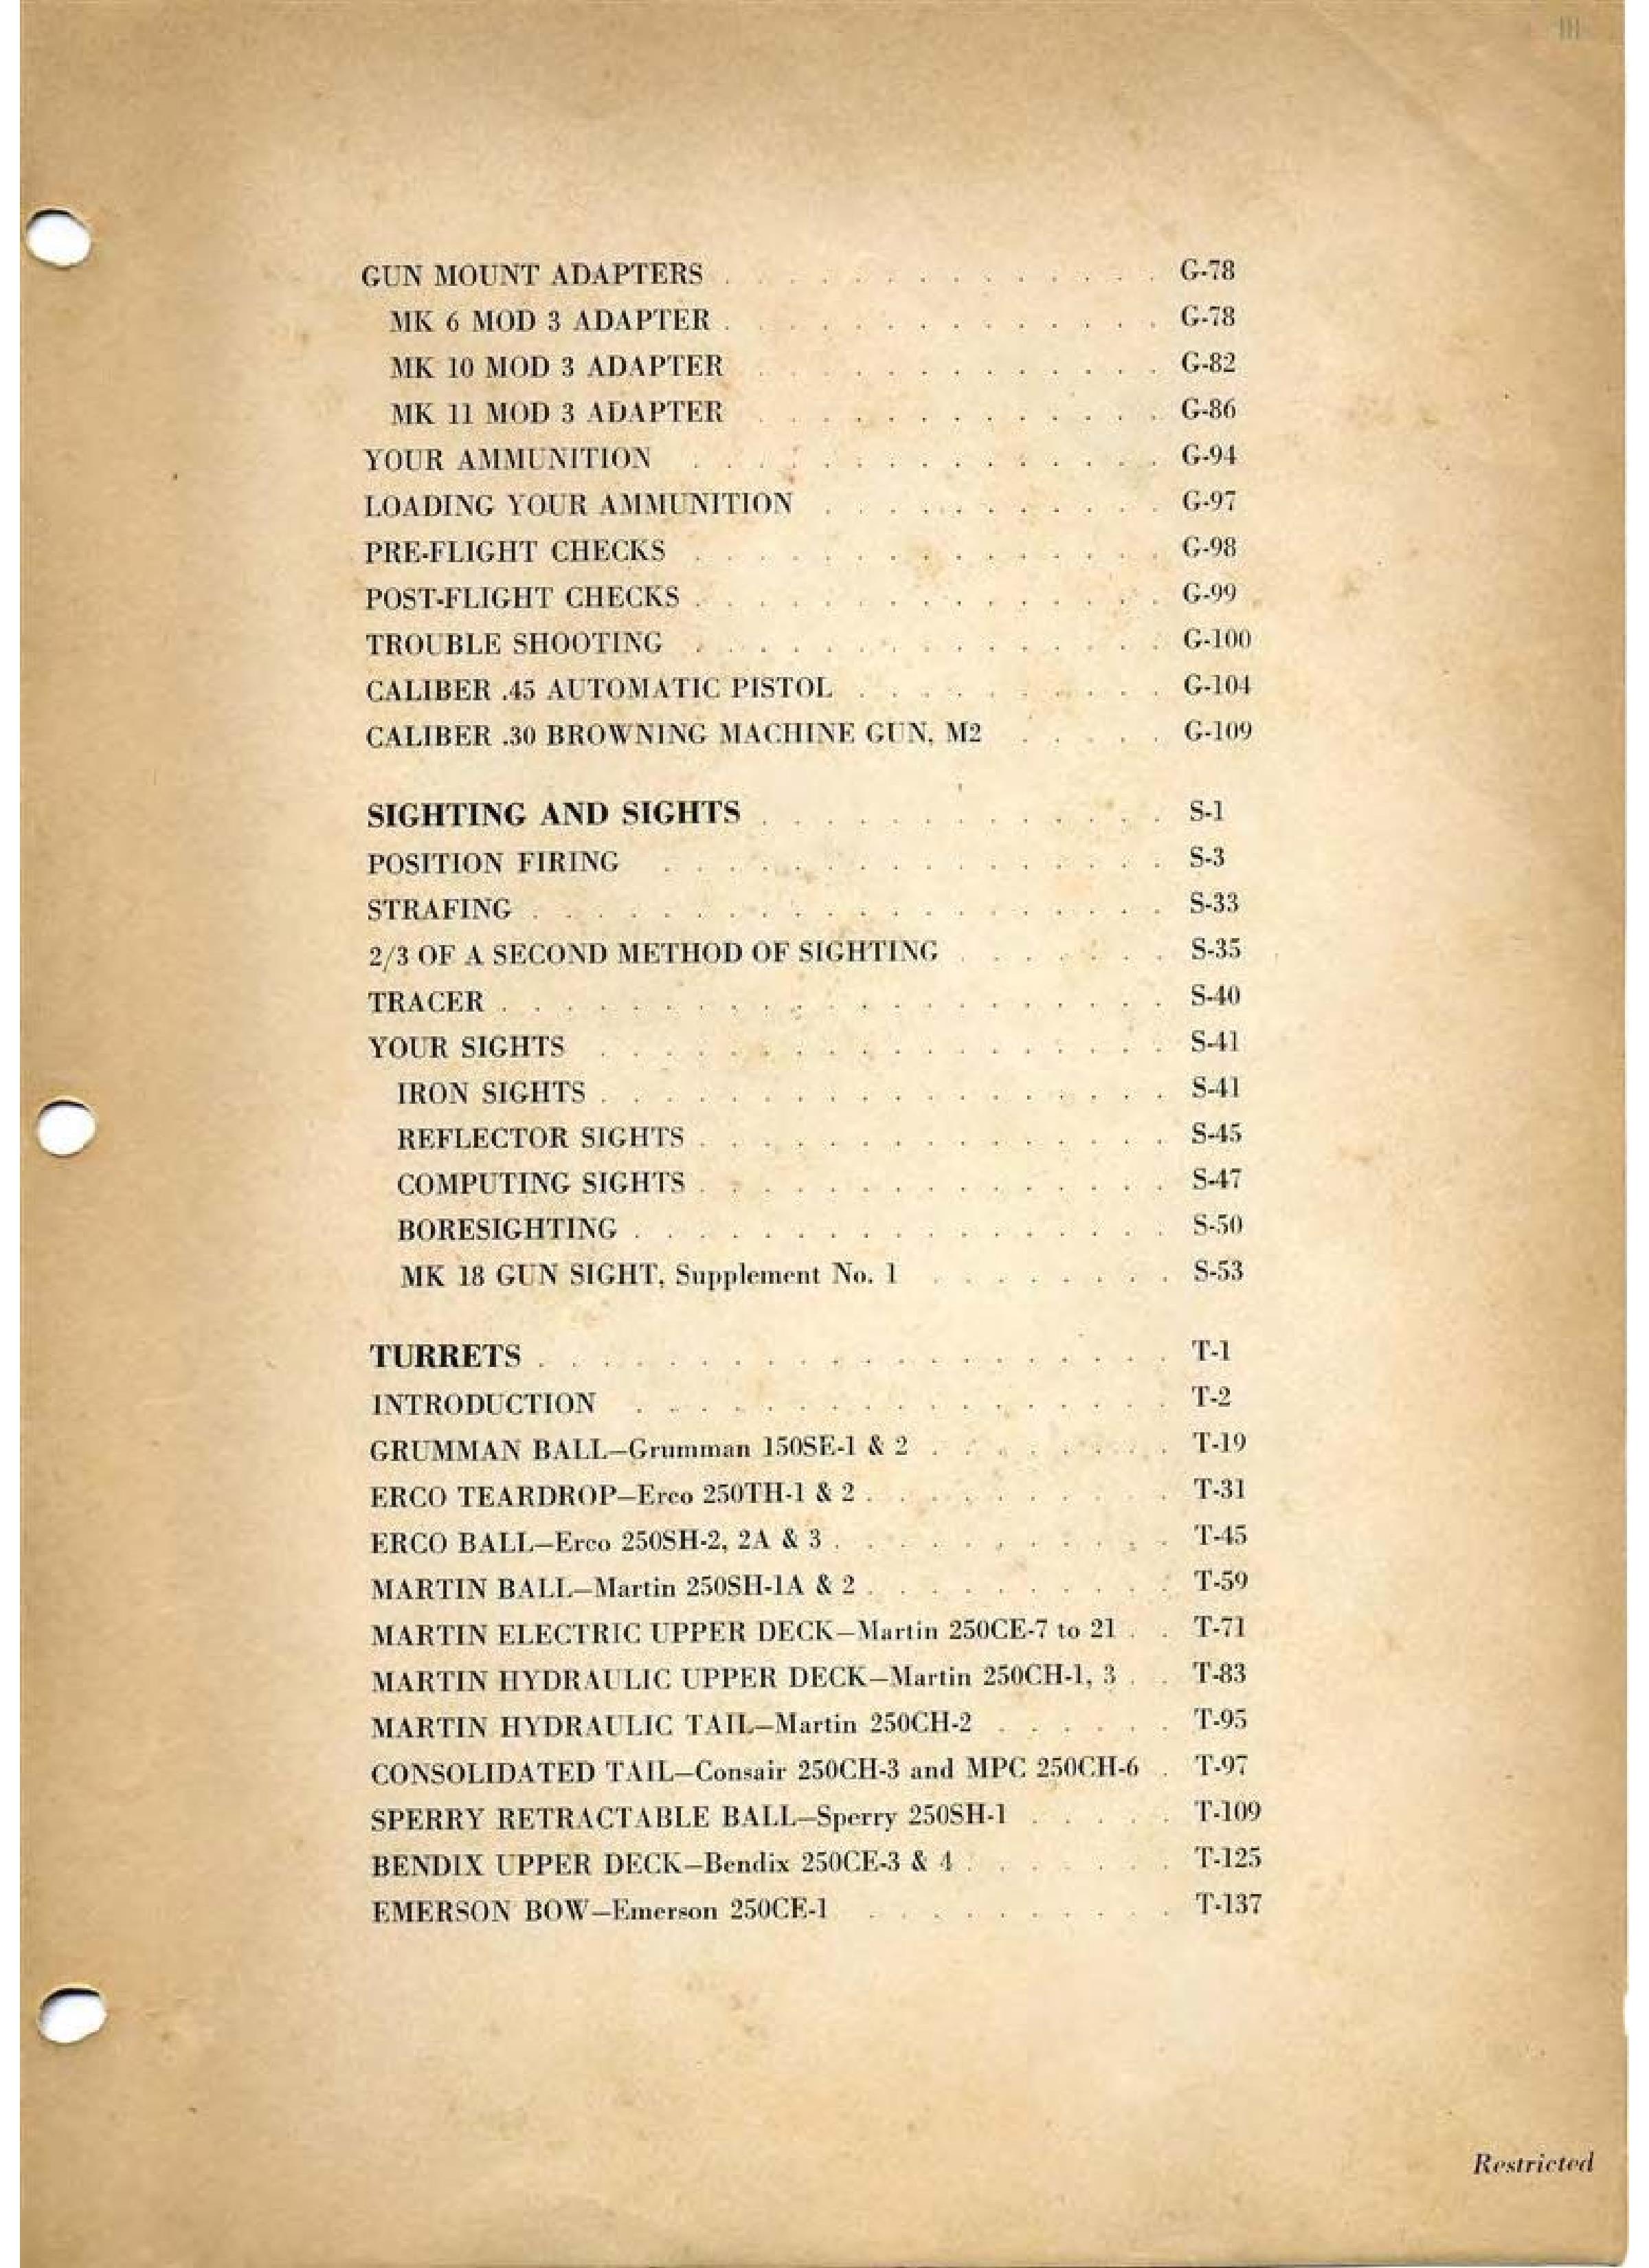 III
GUN MOUNT ADAPTERS . . . . . . . . . . . . . . G-78
MK 6 MOD 3 ADAPTER . . . . . . . . . . . . . . G-78
MK 10 MOD 3 ADAPTER . . . . . . . . . . . . . G-82
MK 11 MOD 3 ADAPTER . . . . . . . . . . . . . G-86
YOUR AMMUNITION . . . . . . . . . . . . . . . G-94
LOADING YOUR AMMUNITION . . . . . . . . . . . G-97
PRE-FLIGHT CHECKS . . . . . . . . . . . . . . . G-98
POST-FLIGHT CHECKS . . . . . . . . . . . . . . . G-99
TROUBLE SHOOTING . . . . . . . . . . . . . . . G-100
CALIBER .45 AUTOMATIC PISTOL . . . . . . . . . . G-104
CALIBER .30 BROWNING MACHINE GUN, M2 . . . . . G-109
SIGHTING AND SIGHTS . . . . . . . . . . . . . S-1
POSITION FIRING . . . . . . . . . . . . . . . . S-3
STRAFING . . . . . . . . . . . . . . . . . . . . S-33
2/3 OF A SECOND METHOD OF SIGHTING . . . . . . . S-35
TRACER . . . . . . . . . . . . . . . . . . . . . S-40
YOUR SIGHTS . . . . . . . . . . . . . . . . . . S-41
IRON SIGHTS . . . . . . . . . . . . . . . . . . S-41
REFLECTOR SIGHTS . . . . . . . . . . . . . . . S-45
COMPUTING SIGHTS . . . . . . . . . . . . . . . S-47
BORESIGHTING . . . . . . . . . . . . . . . . . S-50
MK 18 GUN SIGHT, Supplement No. 1 . . . . . . . . S-53
TURRETS . . . . . . . . . . . . . . . . . . . . T-1
INTRODUCTION . . . . . . . . . . . . . . . . . T-2
GRUMMAN BALL—Grumman 150SE-1 & 2 . . . . . . . . T-19
ERCO TEARDROP—Erco 250TH-1 & 2 . . . . . . . . . . T-31
ERCO BALL—Erco 250SH-2, 2A & 3 . . . . . . . . . . . T-45
MARTIN BALL—Martin 250SH-1A & 2 . . . . . . . . . . T-59
MARTIN ELECTRIC UPPER DECK—Martin 250CE-7 to 21 . . T-71
MARTIN HYDRAULIC UPPER DECK—Martin 250CH-1, 3 . . T-83
MARTIN HYDRAULIC TAIL—Martin 250CH-2 . . . . . . T-95
CONSOLIDATED TAIL—Consair 250CH-3 and MPC 250CH-6 . T-97
SPERRY RETRACTABLE BALL—Sperry 250SH-1 . . . . . T-109
BENDIX UPPER DECK—Bendix 250CE-3 & 4 . . . . . . . T-125
EMERSON BOW—Emerson 250CE-1 . . . . . . . . . . T-137
Restricted